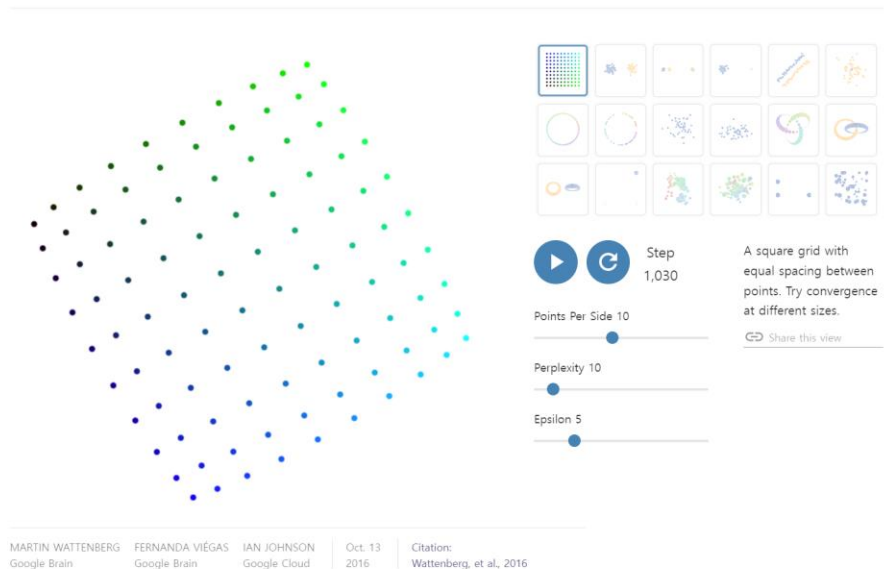 Step
1,030
A square grid with
equal spacing between
points. Try convergence
at different sizes.
Share this view
Points Per Side 10
Perplexity 10
Epsilon 5
MARTIN WATTENBERG
Google Brain
FERNANDA VIÉGAS
Google Brain
IAN JOHNSON
Google Cloud
Oct. 13
2016
Citation:
Wattenberg, et al., 2016